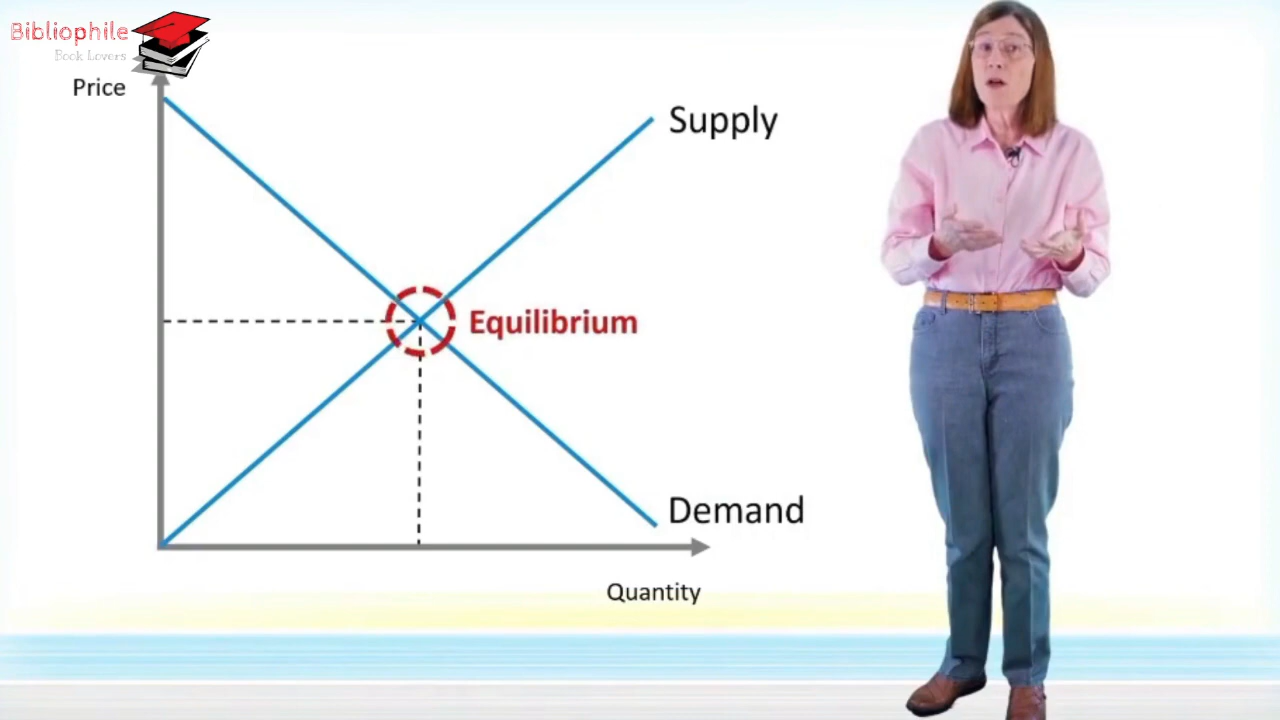 Bibliophile
Book Lovers
Price
Supply
Equilibrium
Demand
Quantity